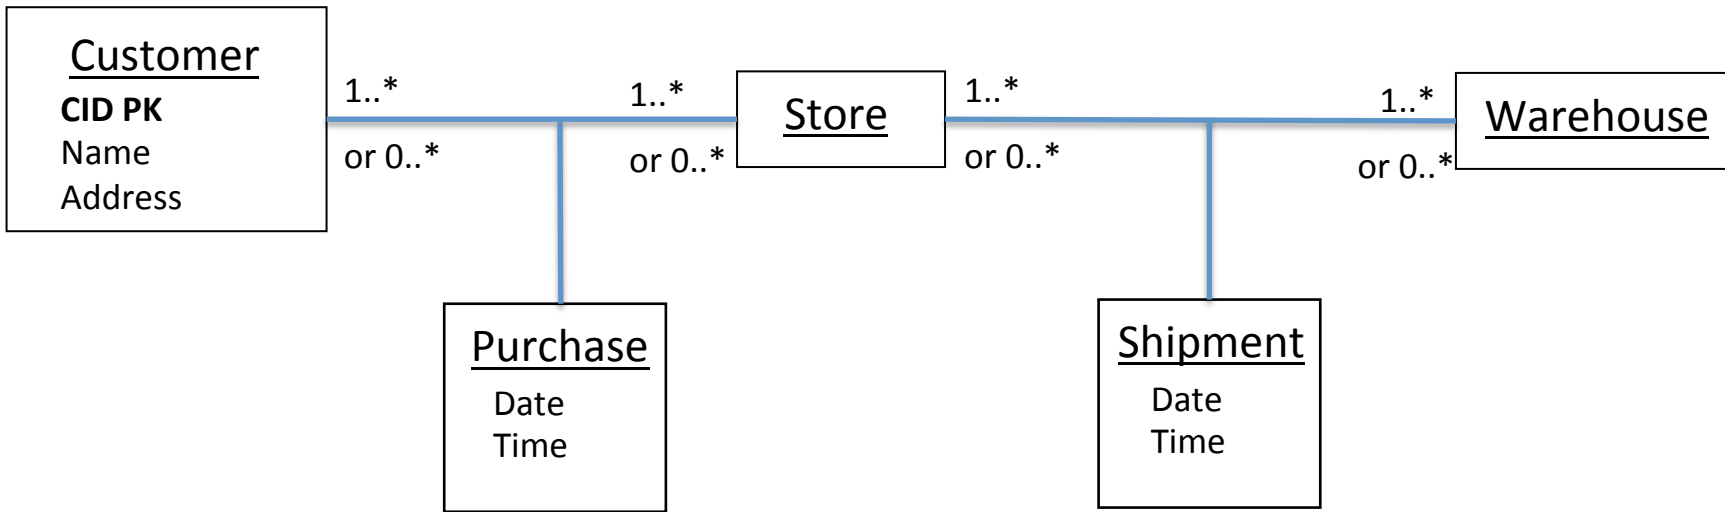 Customer
CID PK
Name
Address
1..*
or 0..*
1..*
or 0..*
Store
1..*
or 0..*
1..*
or 0..*
Warehouse
Purchase
Date
Time
Shipment
Date
Time